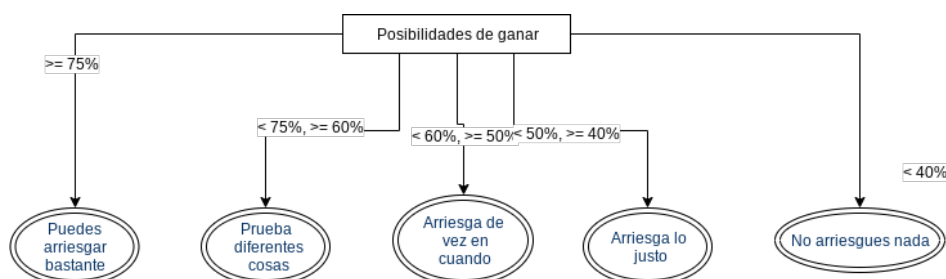 Posibilidades de ganar
>= 75%
< 75%, >= 60%
< 60%, >= 50%
< 50%, >= 40%
< 40%
Puedes
arriesgar
bastante
Prueba
diferentes
cosas
Arriesga de
vez en
cuando
Arriesga lo
justo
No arriesgues nada